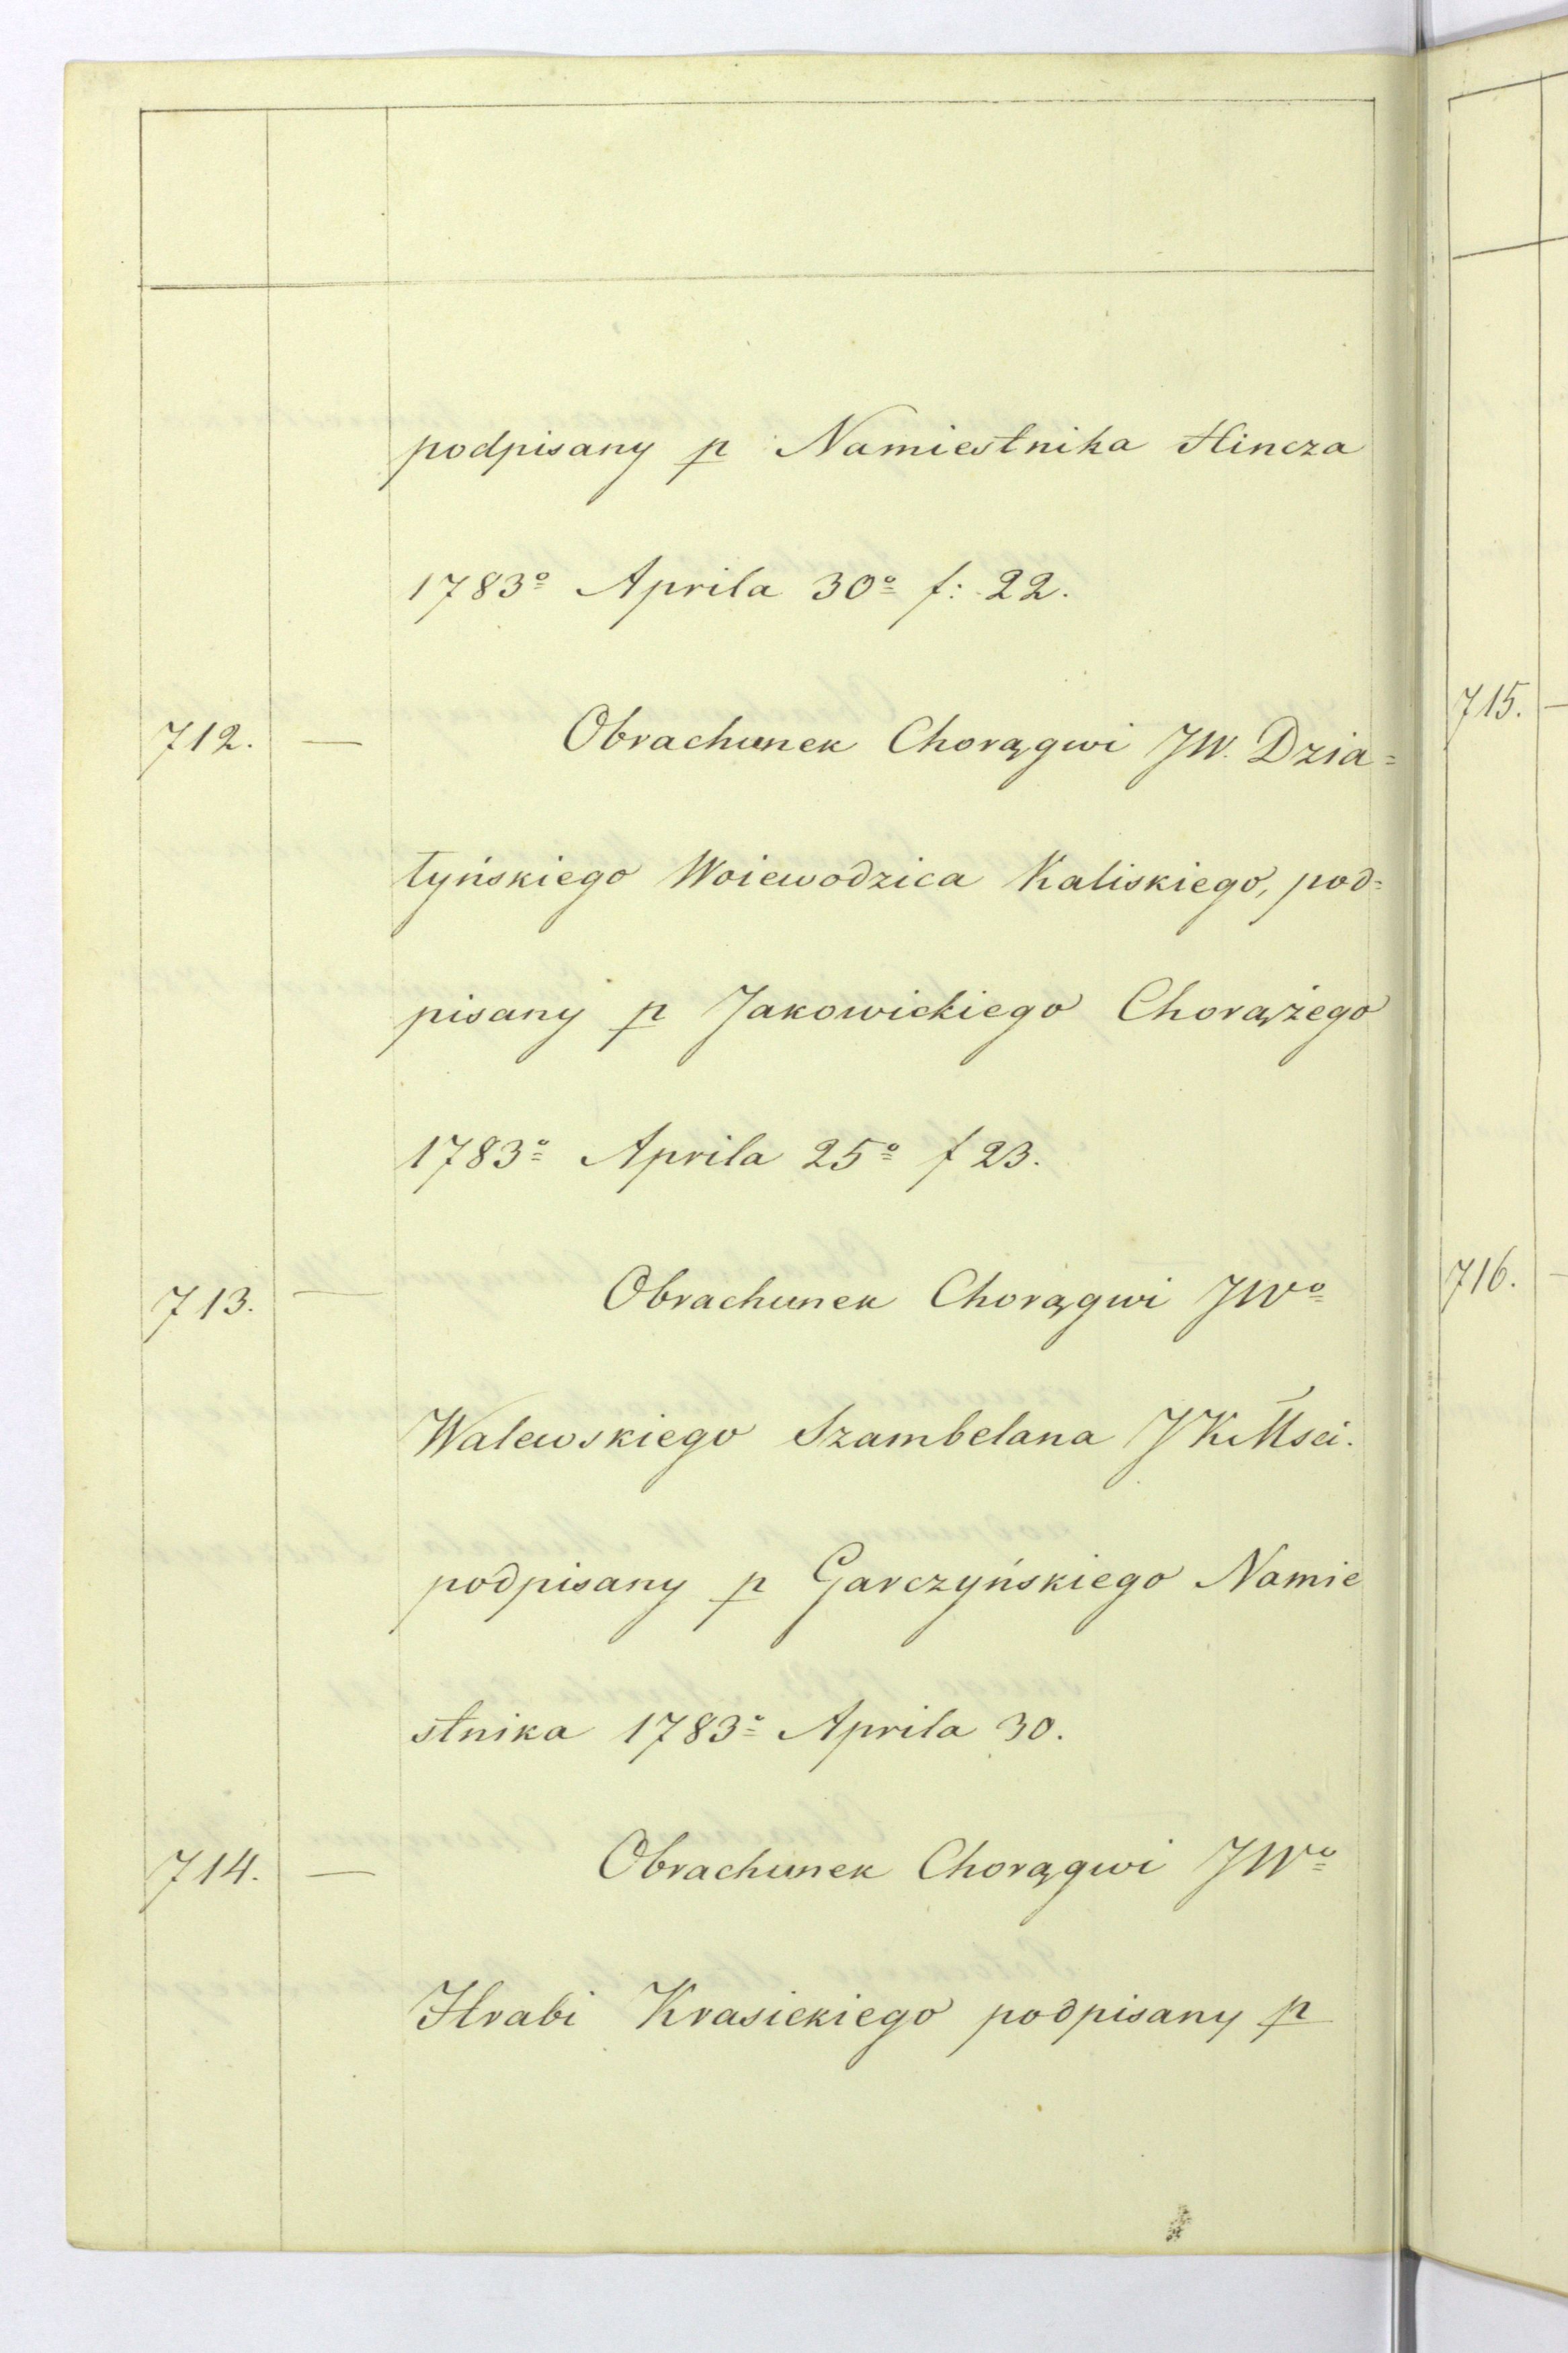 podpisany p Namiestnika Hincza
1783º Aprila 30º f: 22.
712. — Obrachunek Chorągwi JW. Dzia=
łyńskiego Woiewodzica Kaliskiego, pod=
pisany p Jakowickiego Chorążego
1783º Aprila 25º f 23.
713. — Obrachunek Chorągwi JWº
Walewskiego Szambelana JKMsci.
podpisany p Garczyńskiego Namie
stnika 1783º Aprila 30.
714. — Obrachunek Chorągwi JWº
Hrabi Krasickiego podpisany p
715. —
716. —